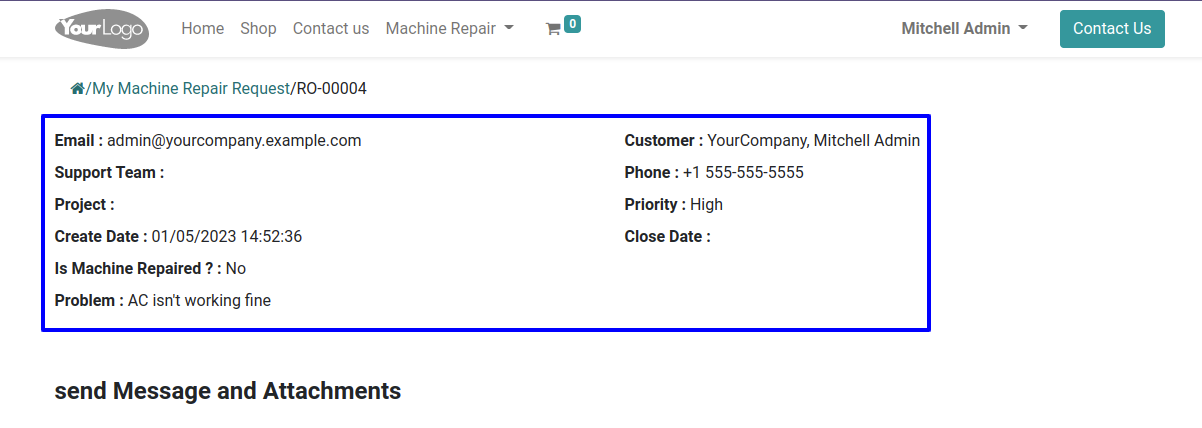 YourLogo Home Shop Contact us Machine Repair 0 Mitchell Admin Contact Us
/My Machine Repair Request/RO-00004
Email : admin@yourcompany.example.com Customer : YourCompany, Mitchell Admin
Support Team : Phone : +1 555-555-5555
Project : Priority : High
Create Date : 01/05/2023 14:52:36 Close Date :
Is Machine Repaired ? : No
Problem : AC isn't working fine
send Message and Attachments